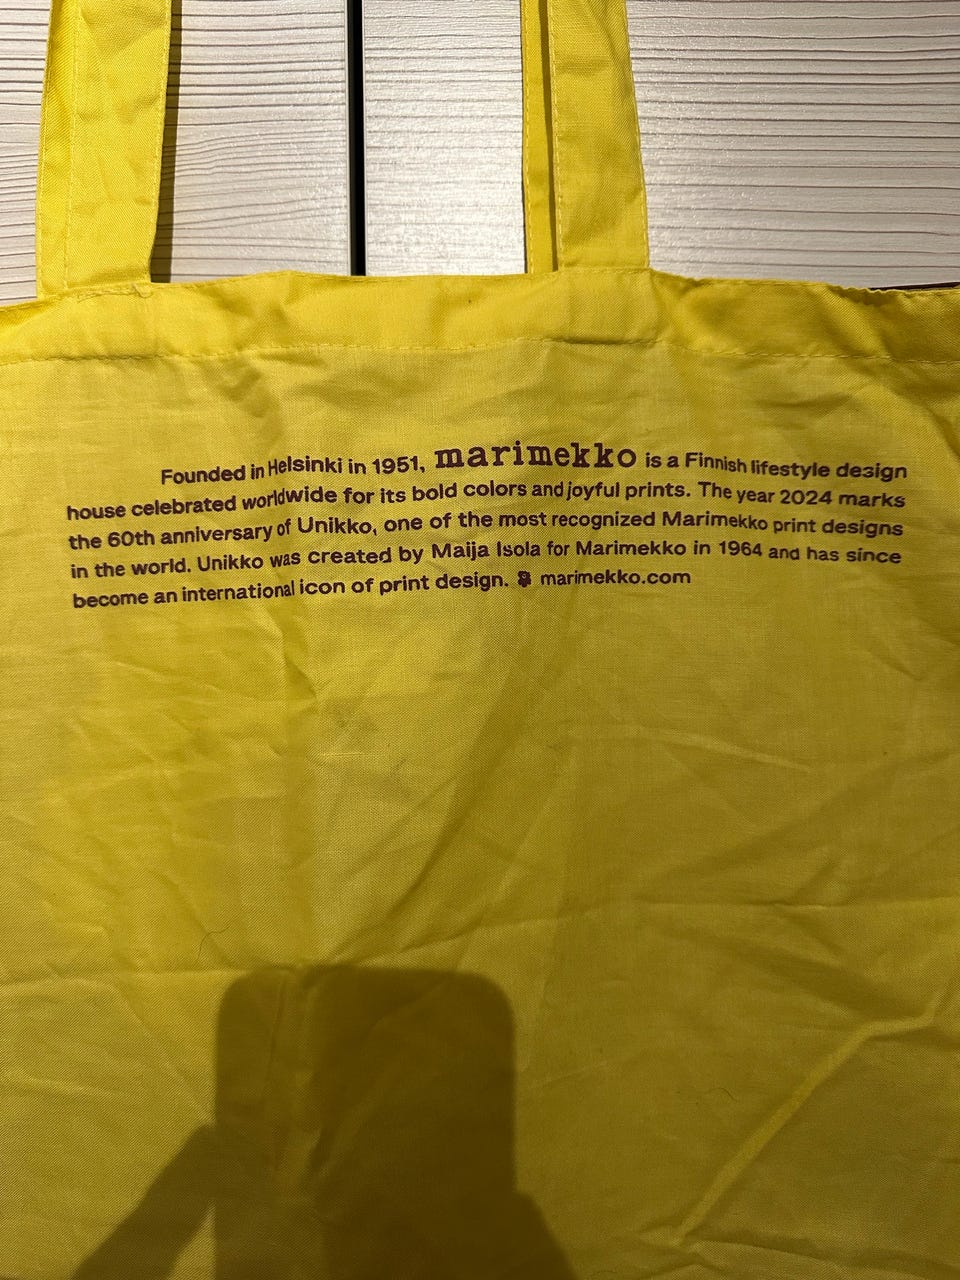 Founded in Helsinki in 1951, marimekko is a Finnish lifestyle design
house celebrated worldwide for its bold colors and joyful prints. The year 2024 marks
the 60th anniversary of Unikko, one of the most recognized Marimekko print designs
in the world. Unikko was created by Maija Isola for Marimekko in 1964 and has since
become an international icon of print design. marimekko.com